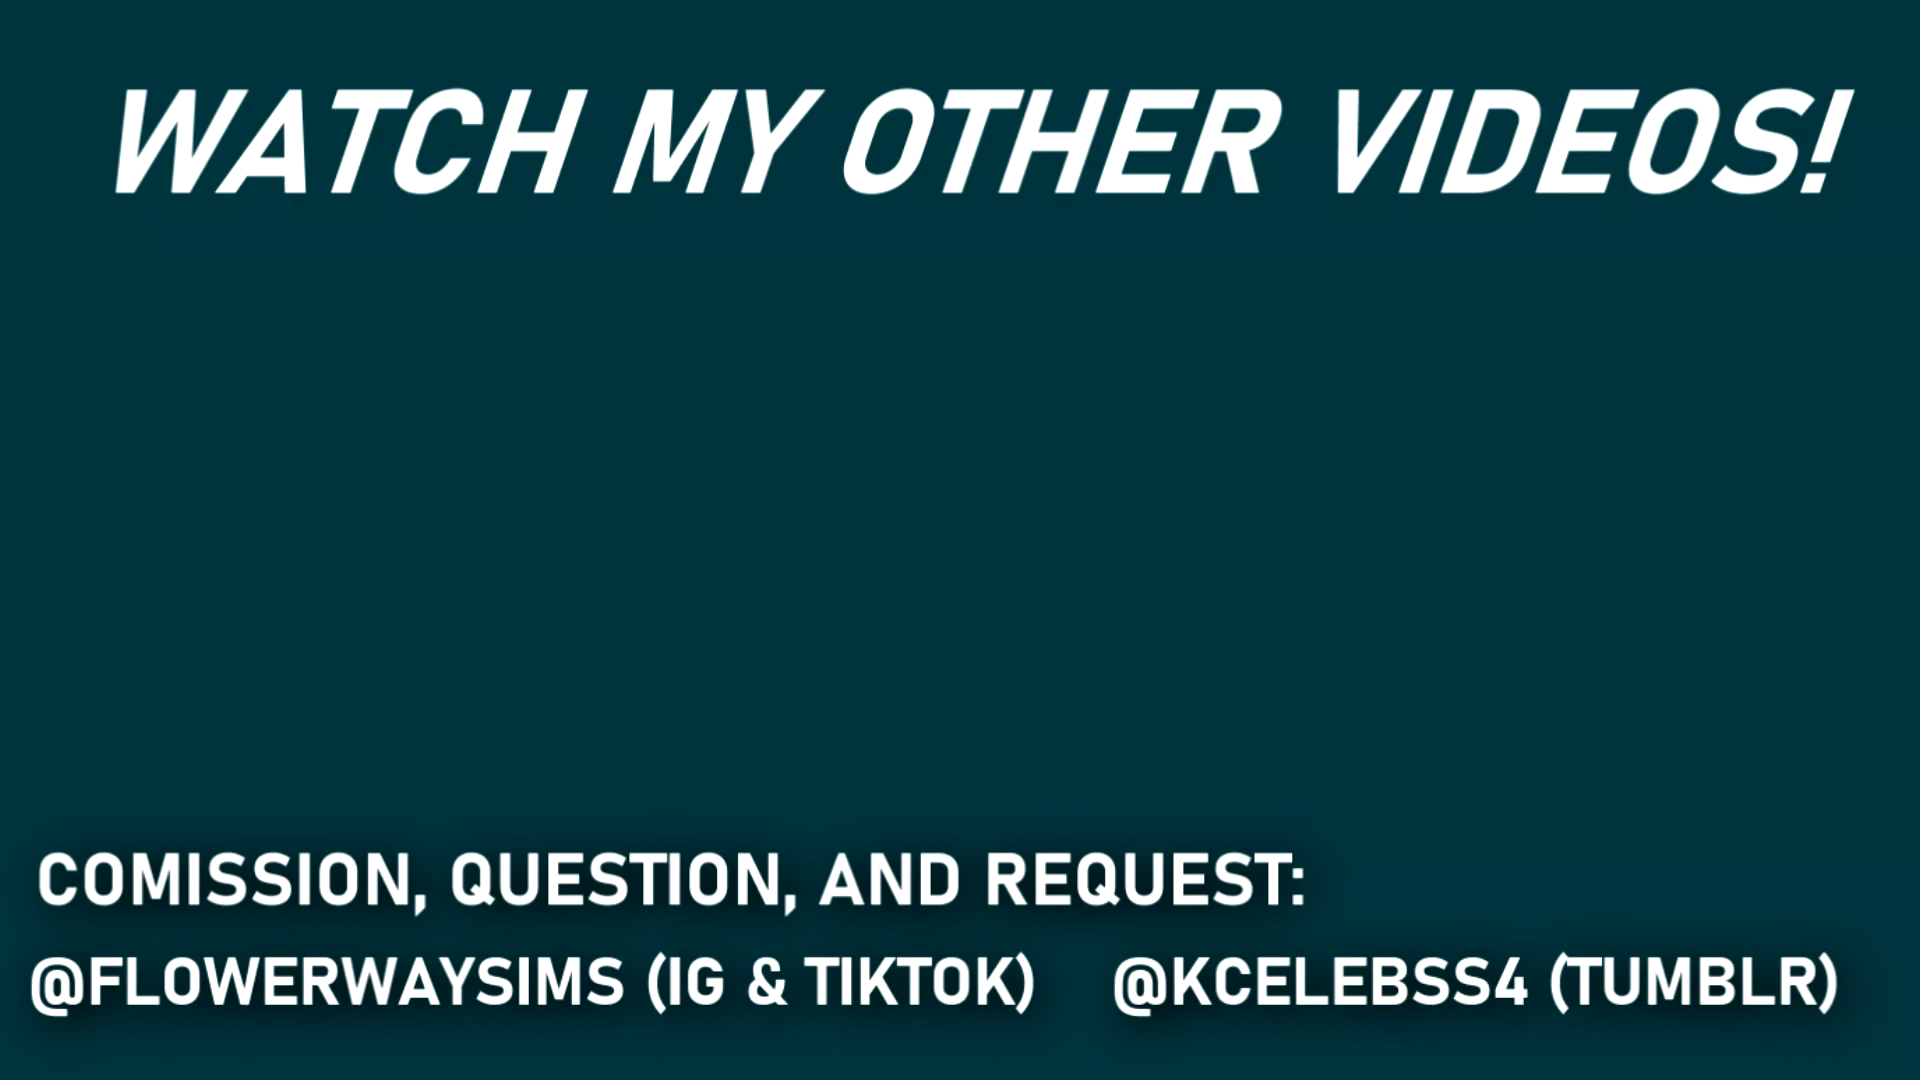 WATCH MY OTHER VIDEOS!
COMISSION, QUESTION, AND REQUEST:
@FLOWERWAYSIMS (IG & TIKTOK) @KCELEBSS4 (TUMBLR)